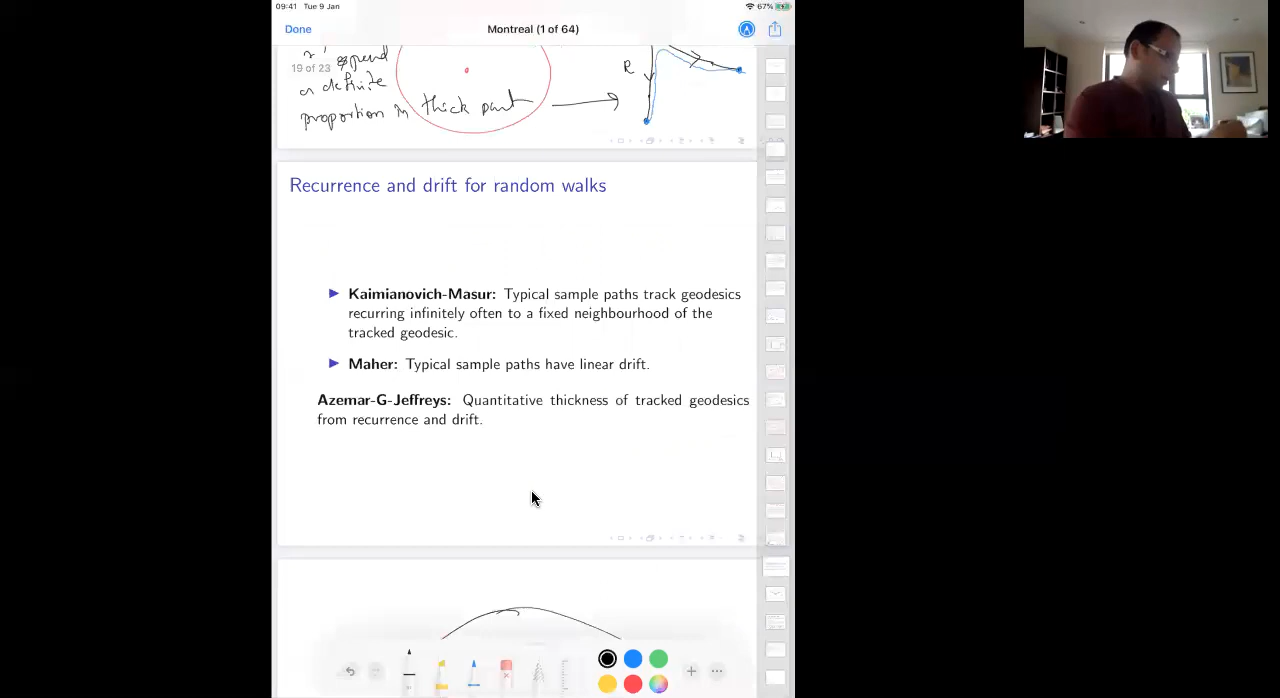 09:41 Tue 9 Jan
67%
Done
Montreal (1 of 64)
spend
19 of 23
a definite
proportion in thick part
R
Recurrence and drift for random walks
Kaimianovich-Masur: Typical sample paths track geodesics
recurring infinitely often to a fixed neighbourhood of the
tracked geodesic.
Maher: Typical sample paths have linear drift.
Azemar-G-Jeffreys: Quantitative thickness of tracked geodesics
from recurrence and drift.